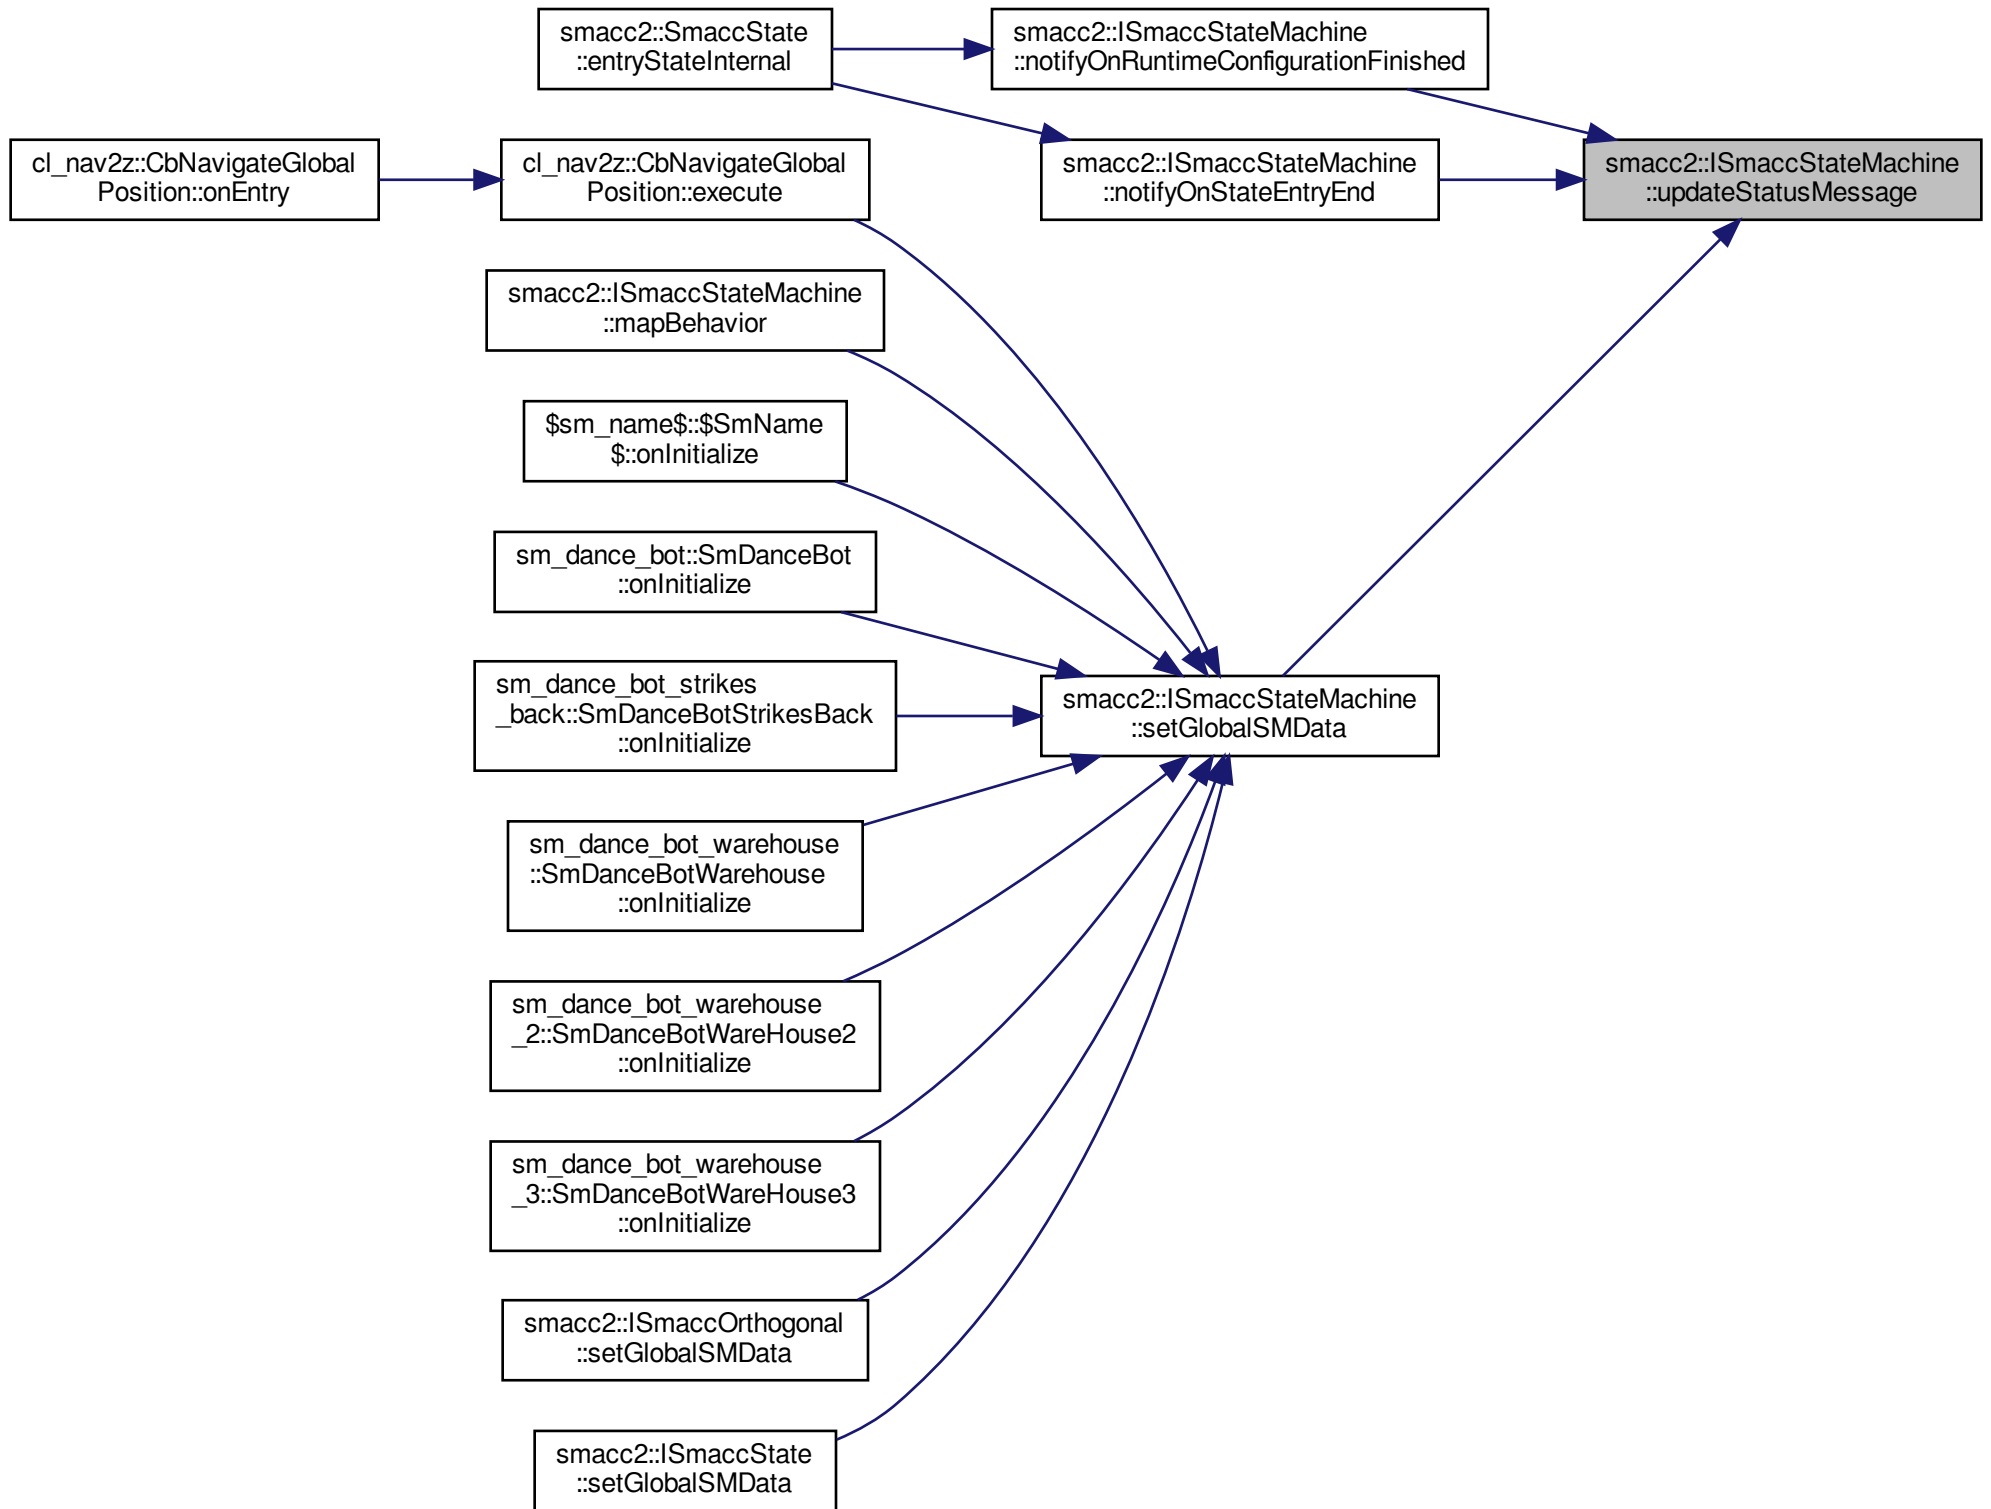 smacc2::SmaccState
::entryStateInternal
smacc2::ISmaccStateMachine
::notifyOnRuntimeConfigurationFinished
cl_nav2z::CbNavigateGlobal
Position::onEntry
cl_nav2z::CbNavigateGlobal
Position::execute
smacc2::ISmaccStateMachine
::notifyOnStateEntryEnd
smacc2::ISmaccStateMachine
::updateStatusMessage
smacc2::ISmaccStateMachine
::mapBehavior
$sm_name$::$SmName
$::onInitialize
sm_dance_bot::SmDanceBot
::onInitialize
sm_dance_bot_strikes
_back::SmDanceBotStrikesBack
::onInitialize
smacc2::ISmaccStateMachine
::setGlobalSMData
sm_dance_bot_warehouse
::SmDanceBotWarehouse
::onInitialize
sm_dance_bot_warehouse
_2::SmDanceBotWareHouse2
::onInitialize
sm_dance_bot_warehouse
_3::SmDanceBotWareHouse3
::onInitialize
smacc2::ISmaccOrthogonal
::setGlobalSMData
smacc2::ISmaccState
::setGlobalSMData